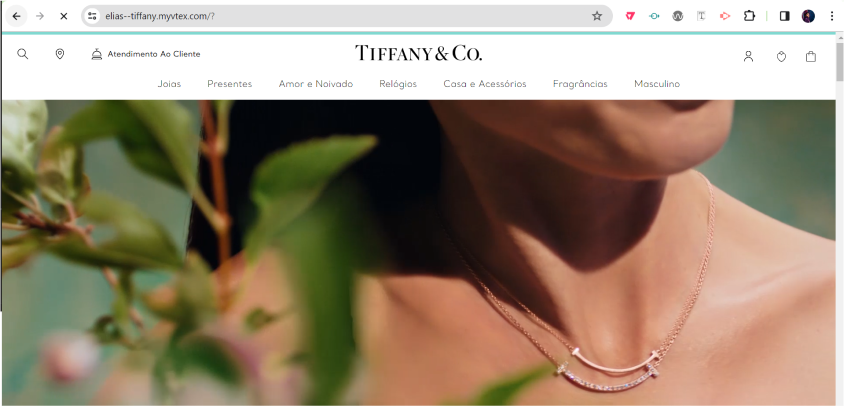 elias--tiffany.myvtex.com/?
Atendimento Ao Cliente
TIFFANY & CO.
Joias Presentes Amor e Noivado Relógios Casa e Acessórios Fragrâncias Masculino